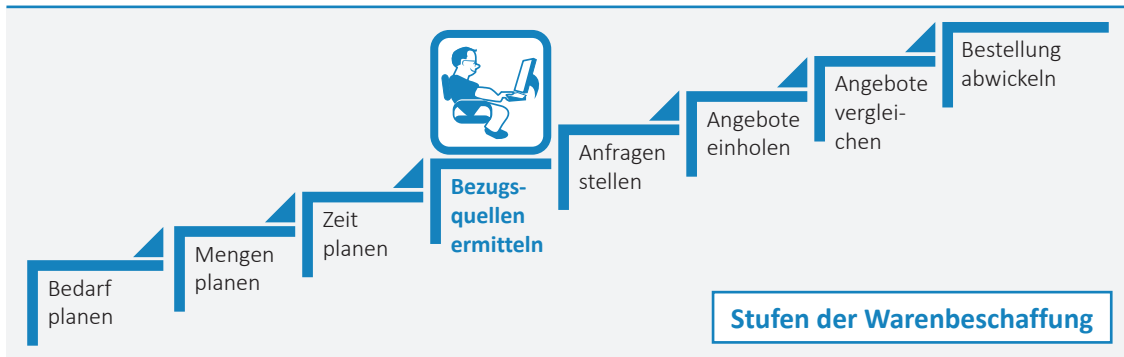 Bedarf
planen
Mengen
planen
Zeit
planen
Bezugs-
quellen
ermitteln
Anfragen
stellen
Angebote
einholen
Angebote
verglei-
chen
Bestellung
abwickeln
Stufen der Warenbeschaffung